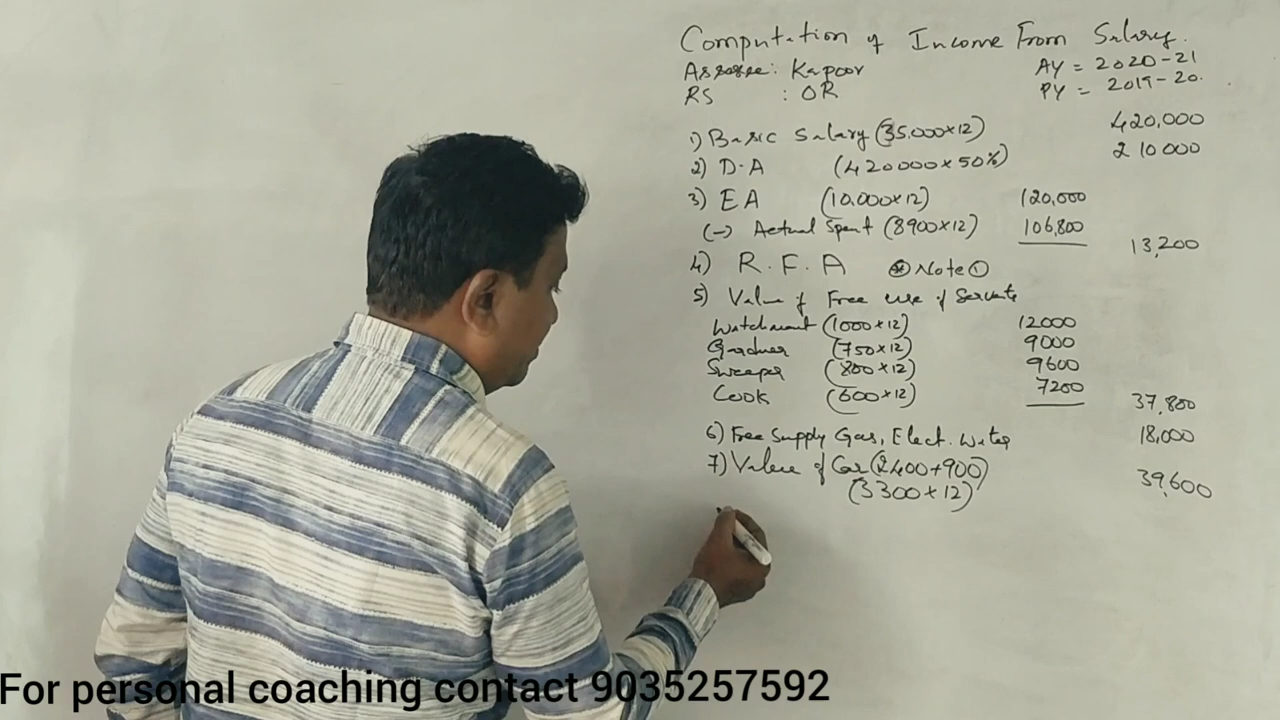 Computation of Income From Salary.
Assesse: Kapoor AY = 2020-21
RS : OR PY = 2019-20.
1) Basic Salary (35,000×12) 420,000
2) D.A (420000×50%) 210000
3) EA (10,000×12) 120,000
(-) Actual Spent (8900×12) 106,800 13,200
4) R.F.A Note ①
5) Value of Free use of Servants
Watchmant (1000×12) 12000
Gardner (750×12) 9000
Sweeper (800×12) 9600
Cook (600×12) 7200 37,800
6) Free Supply Gas, Elect. Water 18,000
7) Value of Car (2400+900)
(3300×12) 39,600
For personal coaching contact 9035257592